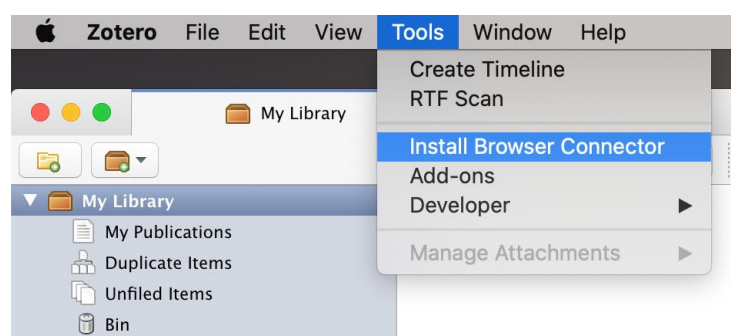 Zotero File Edit View Tools Window Help
Create Timeline
RTF Scan
My Library
Install Browser Connector
Add-ons
My Library
Developer
My Publications
Manage Attachments
Duplicate Items
Unfiled Items
Bin